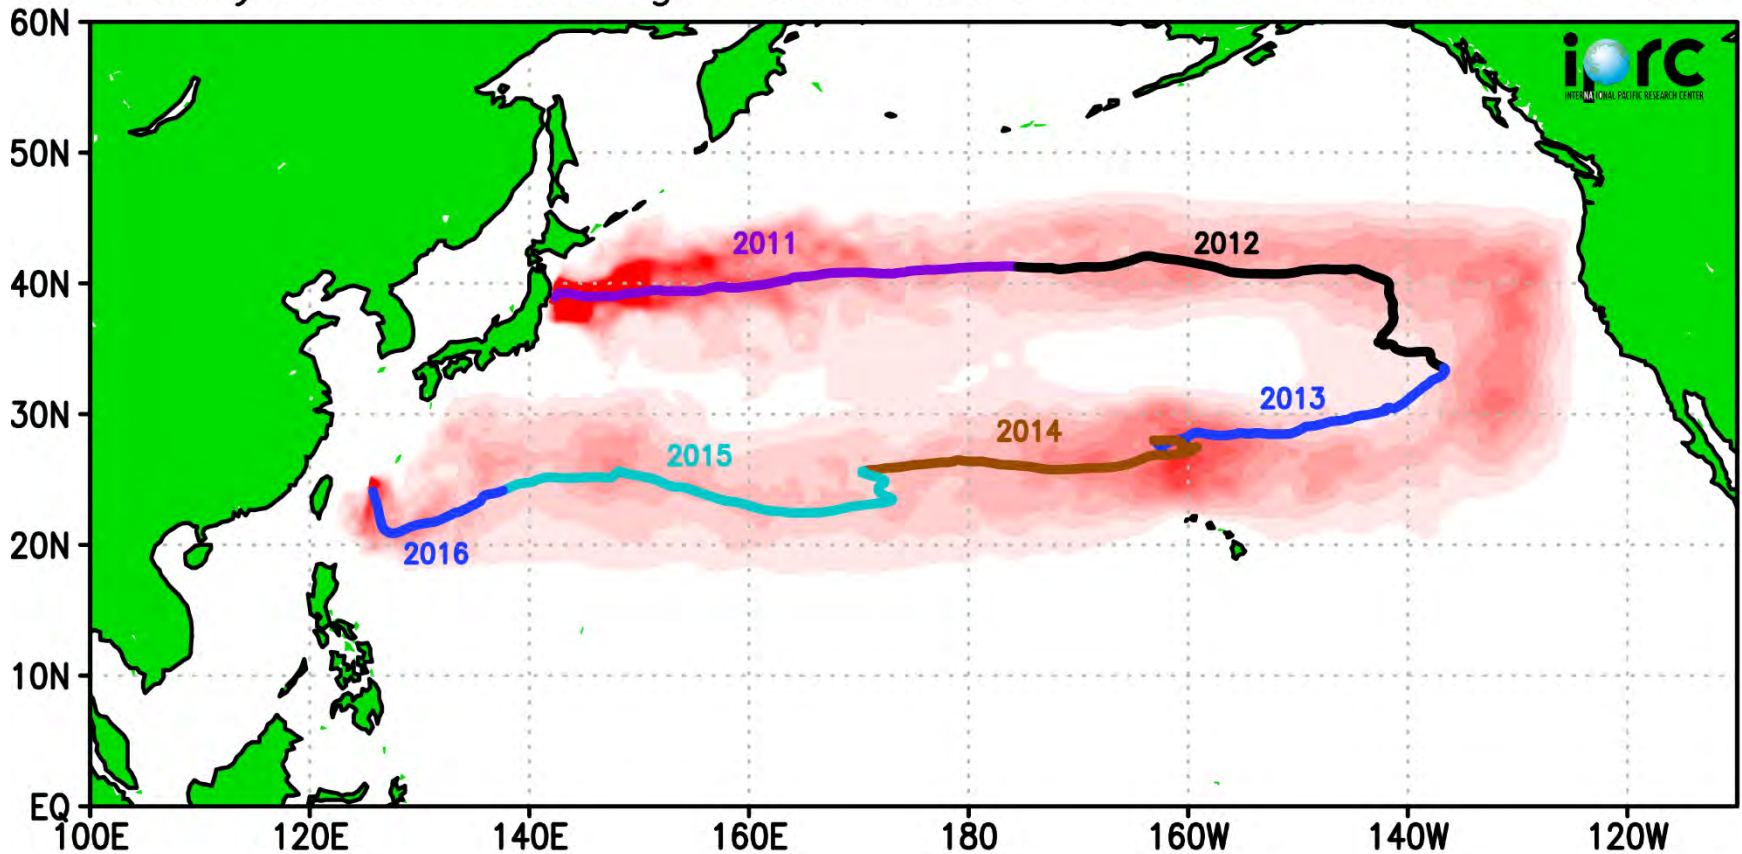 60N
iprc
INTERNATIONAL PACIFIC RESEARCH CENTER
50N
2011
2012
40N
30N
2013
2014
2015
20N
2016
10N
EQ
100E 120E 140E 160E 180 160W 140W 120W